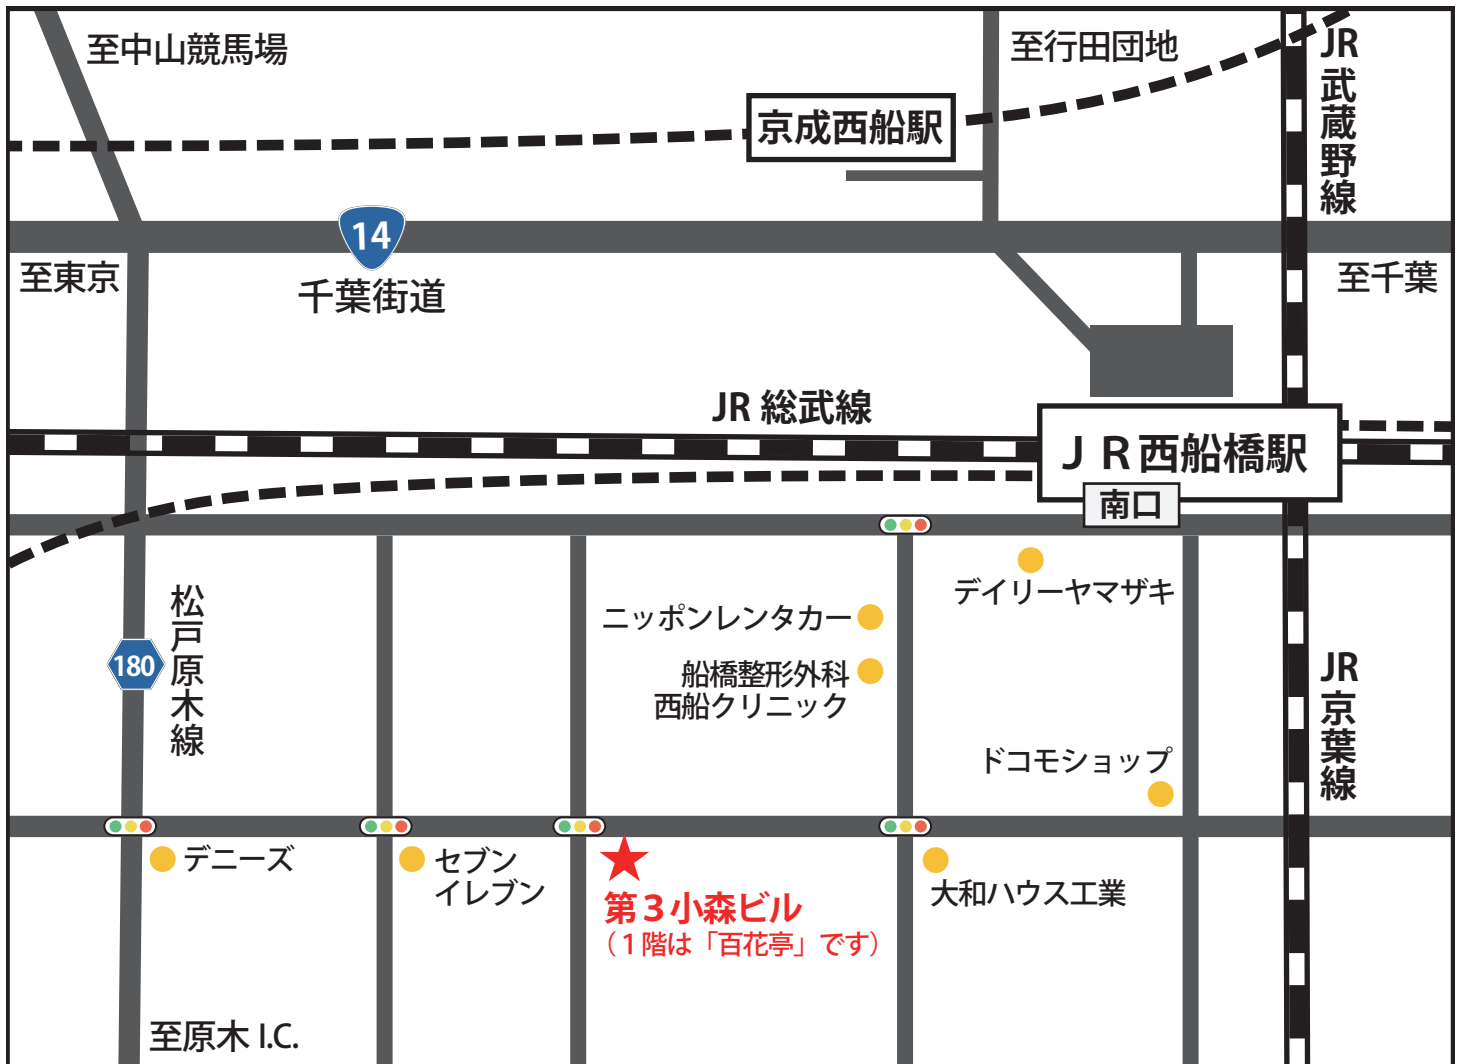 至中山競馬場
至行田団地
JR武蔵野線
京成西船駅
14
千葉街道
至東京
至千葉
JR 総武線
ＪＲ西船橋駅
南口
デイリーヤマザキ
ニッポンレンタカー
船橋整形外科
西船クリニック
松戸原木線
180
JR京葉線
ドコモショップ
デニーズ
セブン
イレブン
第３小森ビル
（１階は「百花亭」です）
大和ハウス工業
至原木 I.C.